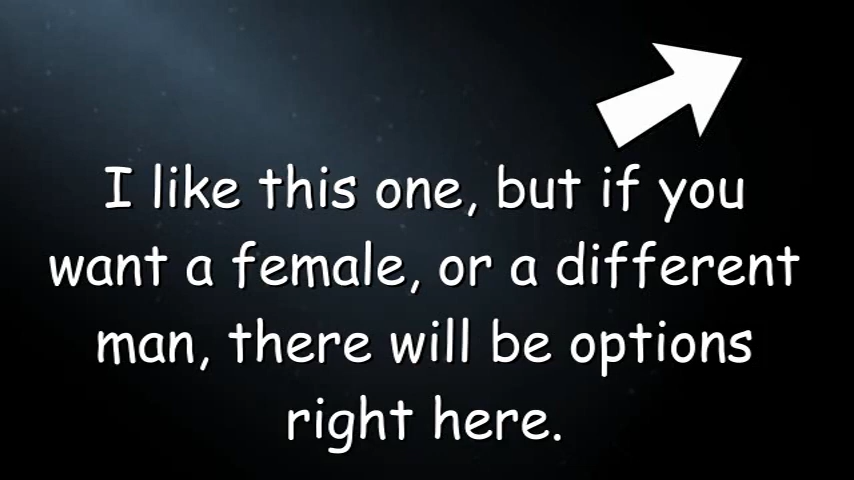 I like this one, but if you
want a female, or a different
man, there will be options
right here.